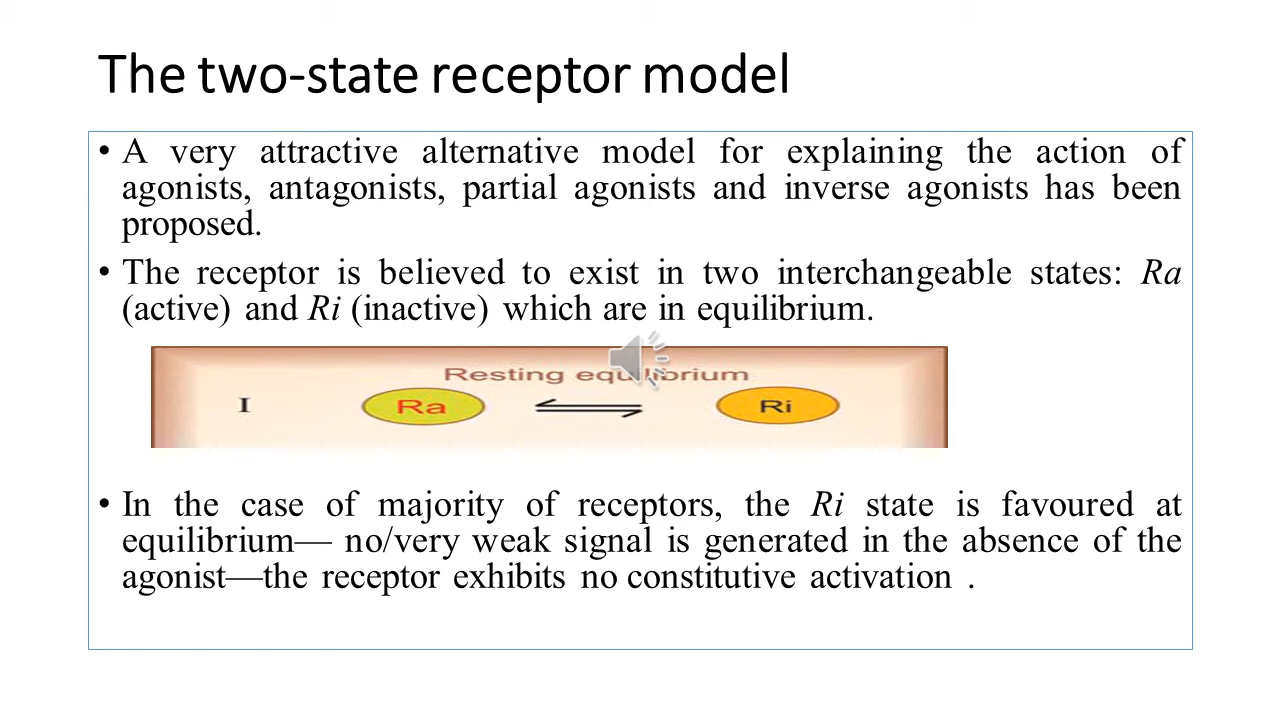 The two-state receptor model
• A very attractive alternative model for explaining the action of
agonists, antagonists, partial agonists and inverse agonists has been
proposed.
• The receptor is believed to exist in two interchangeable states: Ra
(active) and Ri (inactive) which are in equilibrium.
Resting equilibrium
I Ra Ri
• In the case of majority of receptors, the Ri state is favoured at
equilibrium— no/very weak signal is generated in the absence of the
agonist—the receptor exhibits no constitutive activation .